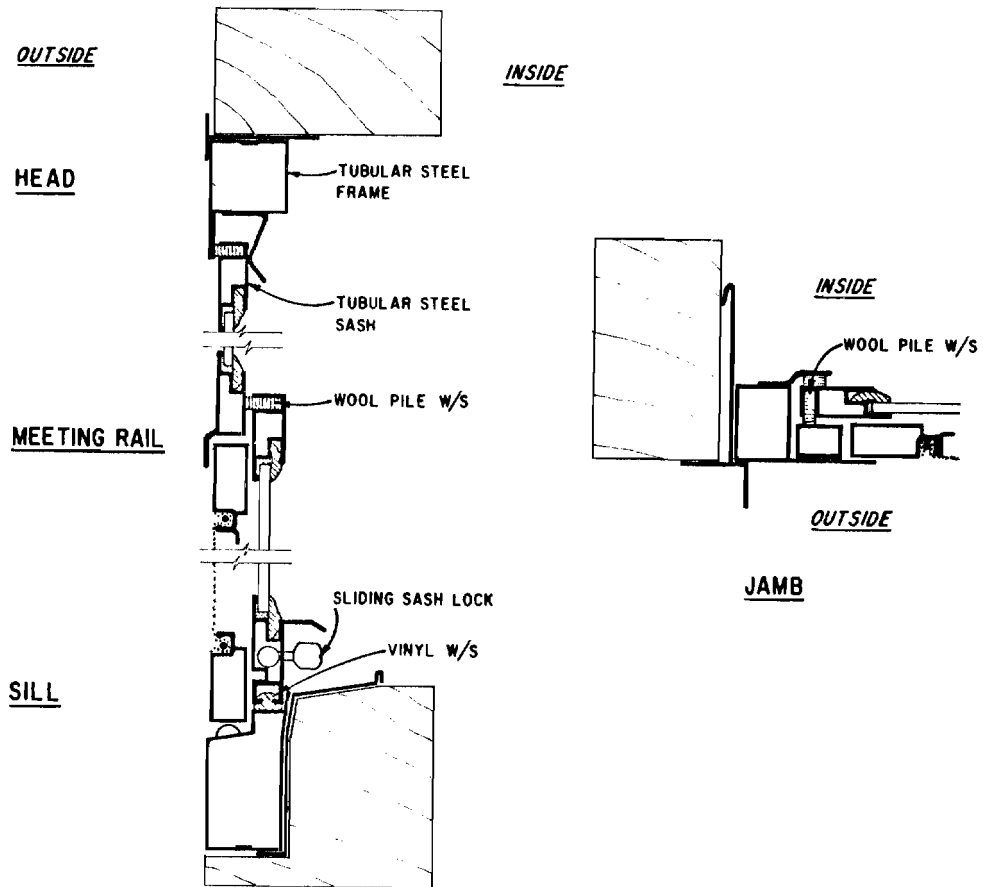 OUTSIDE
INSIDE
HEAD
TUBULAR STEEL
FRAME
TUBULAR STEEL
SASH
WOOL PILE W/S
MEETING RAIL
SLIDING SASH LOCK
VINYL W/S
SILL
INSIDE
WOOL PILE W/S
OUTSIDE
JAMB